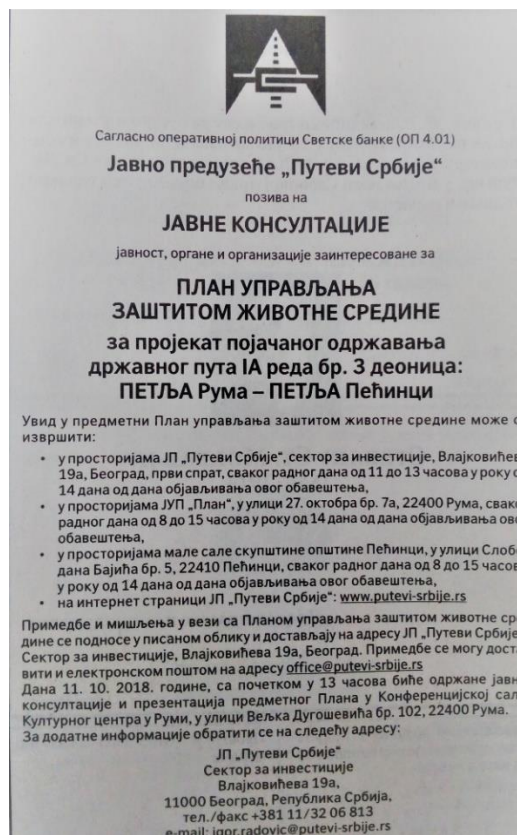 Сагласно оперативној политици Светске банке (ОП 4.01)
Јавно предузеће „Путеви Србије“
позива на
ЈАВНЕ КОНСУЛТАЦИЈЕ
јавност, органе и организације заинтересоване за
ПЛАН УПРАВЉАЊА
ЗАШТИТОМ ЖИВОТНЕ СРЕДИНЕ
за пројекат појачаног одржавања
државног пута IА реда бр. 3 деоница:
ПЕТЉА Рума – ПЕТЉА Пећинци
Увид у предметни План управљања заштитом животне средине може с
извршити:
• у просторијама ЈП „Путеви Србије“, сектор за инвестиције, Влајковићев
19а, Београд, први спрат, сваког радног дана од 11 до 13 часова у року о
14 дана од дана објављивања овог обавештења,
• у просторијама ЈУП „План“, у улици 27. октобра бр. 7а, 22400 Рума, свак
радног дана од 8 до 15 часова у року од 14 дана од дана објављивања ово
обавештења,
• у просторијама мале сале скупштине општине Пећинци, у улици Слобо
дана Бајића бр. 5, 22410 Пећинци, сваког радног дана од 8 до 15 часов
у року од 14 дана од дана објављивања овог обавештења,
• на интернет страници ЈП „Путеви Србије“: www.putevi-srbije.rs
Примедбе и мишљења у вези са Планом управљања заштитом животне сре
дине се подносе у писаном облику и достављају на адресу ЈП „Путеви Србије
Сектор за инвестиције, Влајковићева 19а, Београд. Примедбе се могу доста
вити и електронском поштом на адресу office@putevi-srbije.rs
Дана 11. 10. 2018. године, са почетком у 13 часова биће одржане јавн
консултације и презентација предметног Плана у Конференцијској сал
Културног центра у Руми, у улици Вељка Дугошевића бр. 102, 22400 Рума.
За додатне информације обратити се на следећу адресу:
ЈП „Путеви Србије“
Сектор за инвестиције
Влајковићева 19а,
11000 Београд, Република Србија,
тел./факс +381 11/32 06 813
e-mail: igor.radovic@putevi-srbije.rs